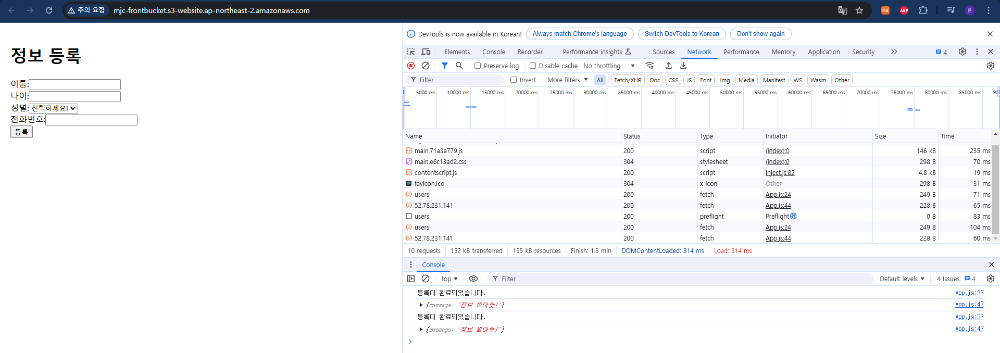 주의 요함 mjc-frontbucket.s3-website.ap-northeast-2.amazonaws.com EX ABP 문
정보 등록
이름:
나이:
성별: 선택하세요!
전화번호:
등록
DevTools is now available in Korean! Always match Chrome's language Switch DevTools to Korean Don't show again
Elements Console Recorder Performance insights Sources Network Performance Memory Application Security 4
Preserve log Disable cache No throttling
Filter Invert More filters All Fetch/XHR Doc CSS JS Font Img Media Manifest WS Wasm Other
5000 ms 10000 ms 15000 ms 20000 ms 25000 ms 30000 ms 35000 ms 40000 ms 45000 ms 50000 ms 55000 ms 60000 ms 65000 ms 70000 ms 75000 ms 80000 ms 85000 ms
Name Status Type Initiator Size Time
main.71a3e779.js 200 script (index):0 146 kB 235 ms
main.e6c13ad2.css 304 stylesheet (index):0 298 B 70 ms
contentscript.js 200 script inject.js:82 4.8 kB 19 ms
favicon.ico 304 x-icon Other 298 B 31 ms
users 200 fetch App.js:24 249 B 71 ms
52.78.231.141 200 fetch App.js:44 228 B 65 ms
users 200 preflight Preflight 0 B 83 ms
users 200 fetch App.js:24 249 B 104 ms
52.78.231.141 200 fetch App.js:44 228 B 60 ms
10 requests 152 kB transferred 155 kB resources Finish: 1.3 min DOMContentLoaded: 314 ms Load: 314 ms
Console
top Filter Default levels 4 Issues: 4
등록이 완료되었습니다. App.js:37
{message: '정보 받아랏!'} App.js:47
등록이 완료되었습니다. App.js:37
{message: '정보 받아랏!'} App.js:47